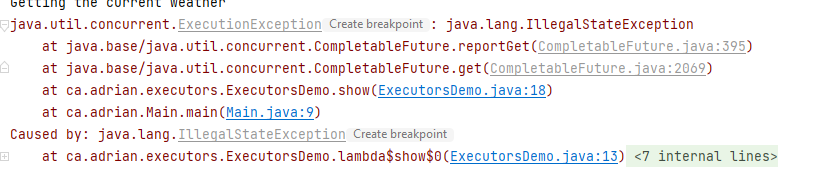 Getting the current weather
java.util.concurrent.ExecutionException Create breakpoint : java.lang.IllegalStateException
at java.base/java.util.concurrent.CompletableFuture.reportGet(CompletableFuture.java:395)
at java.base/java.util.concurrent.CompletableFuture.get(CompletableFuture.java:2069)
at ca.adrian.executors.ExecutorsDemo.show(ExecutorsDemo.java:18)
at ca.adrian.Main.main(Main.java:9)
Caused by: java.lang.IllegalStateException Create breakpoint
at ca.adrian.executors.ExecutorsDemo.lambda$show$0(ExecutorsDemo.java:13) <7 internal lines>